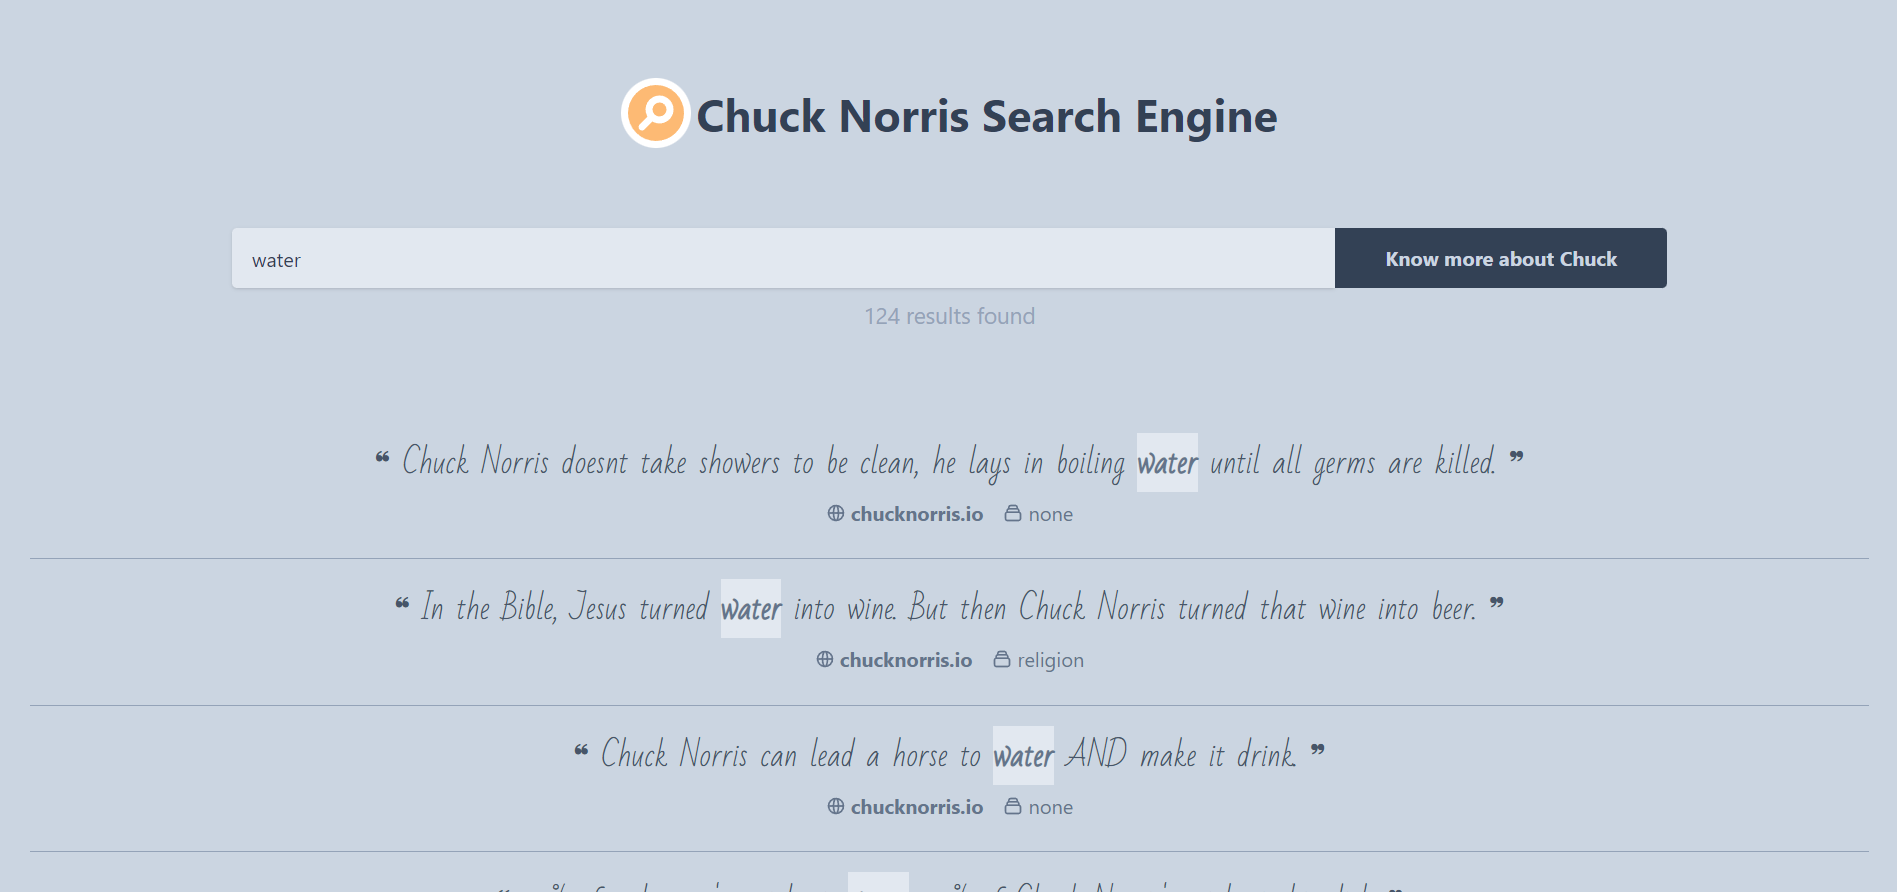 Chuck Norris Search Engine
water
Know more about Chuck
124 results found
❝ Chuck Norris doesnt take showers to be clean, he lays in boiling water until all germs are killed. ❞
chucknorris.io none
❝ In the Bible, Jesus turned water into wine. But then Chuck Norris turned that wine into beer. ❞
chucknorris.io religion
❝ Chuck Norris can lead a horse to water AND make it drink. ❞
chucknorris.io none